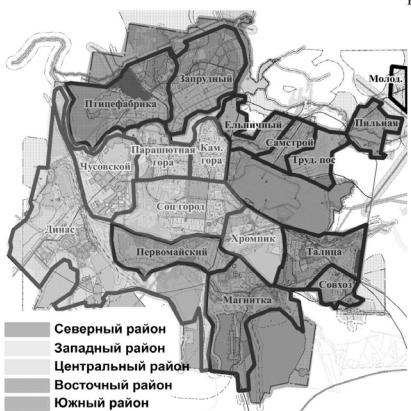 Молод.
Запрудный
Птицефабрика
Ельничный
Пильная
Самстрой
Парашютная
гора
Кам.
гора
Труд. пос
Чусовской
Соц город
Динас
Хромпик
Первомайский
Талица
Совхоз
Магнитка
Северный район
Западный район
Центральный район
Восточный район
Южный район